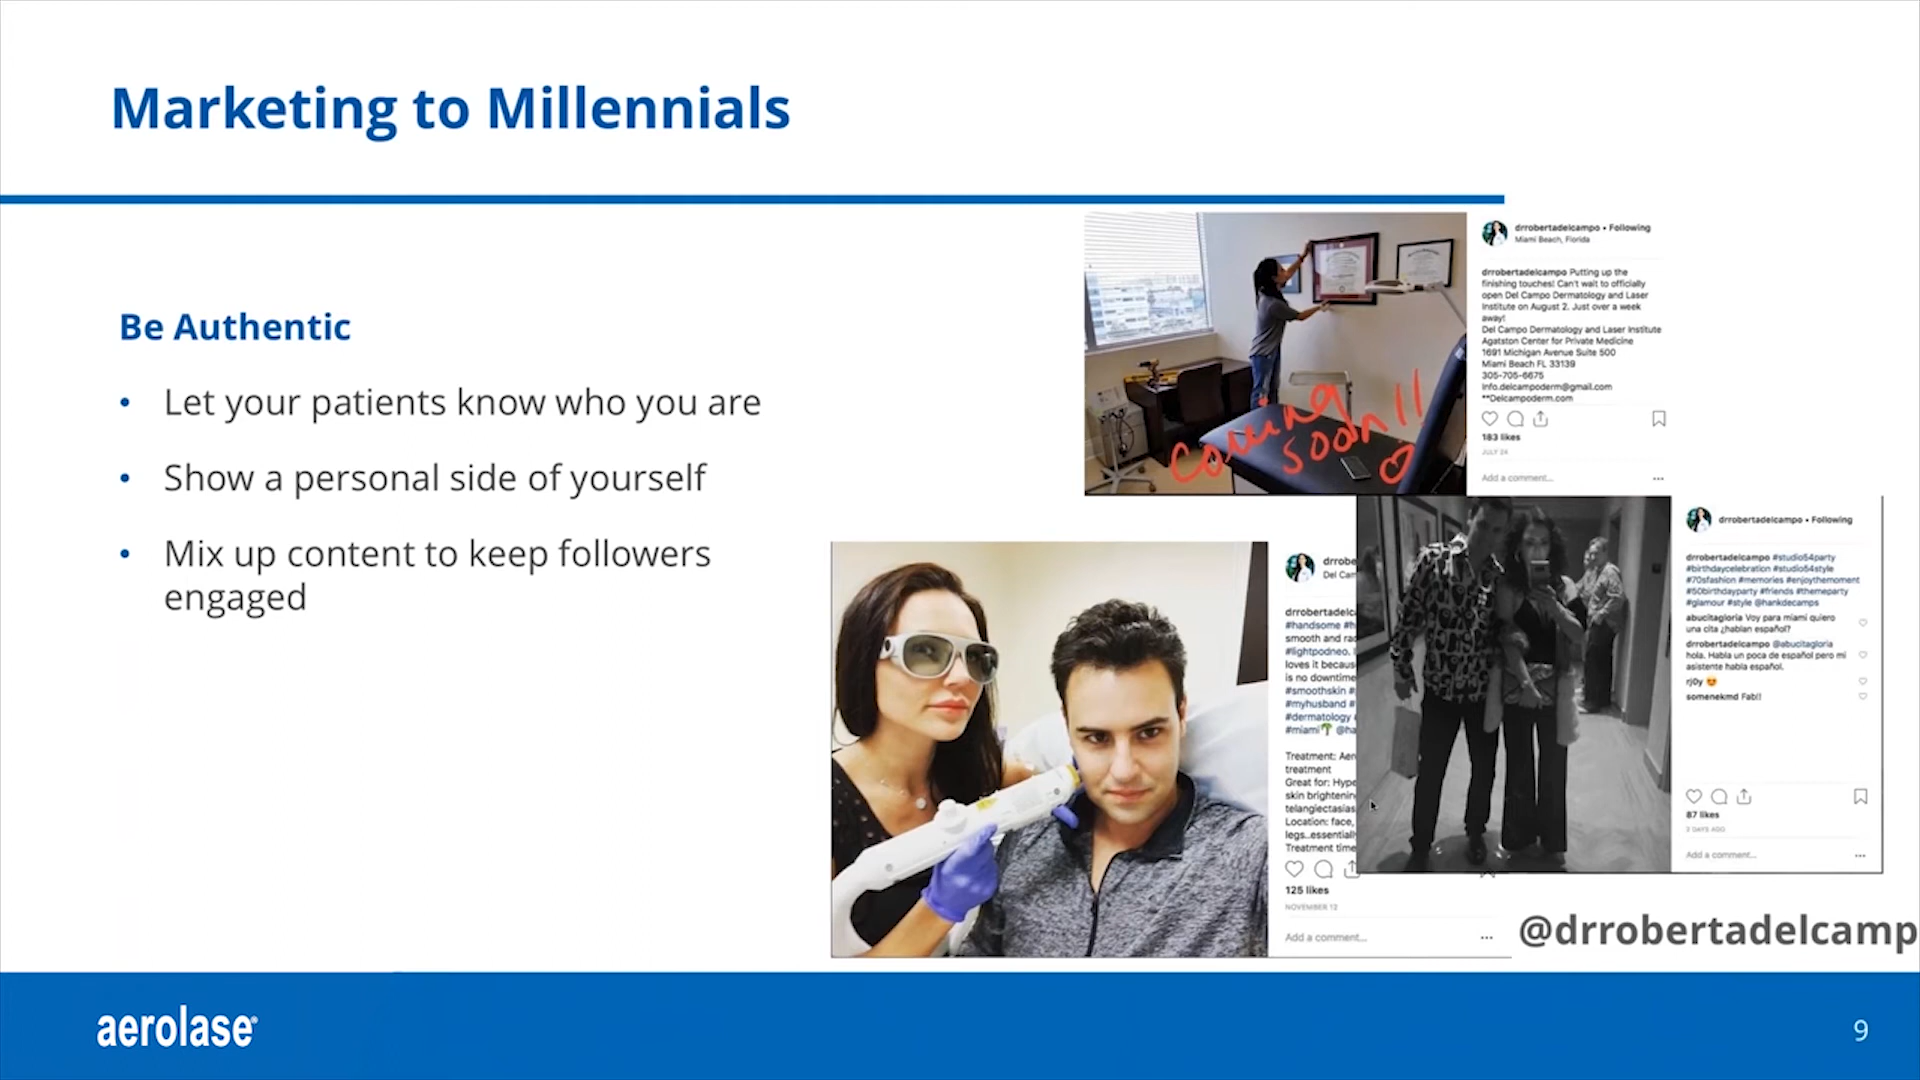 Marketing to Millennials
Be Authentic
• Let your patients know who you are
• Show a personal side of yourself
• Mix up content to keep followers
engaged
coming
soon!!
drrobertadelcampo • Following
Miami Beach, Florida
drrobertadelcampo Putting up the
finishing touches! Can't wait to officially
open Del Campo Dermatology and Laser
Institute on August 2. Just over a week
away!
Del Campo Dermatology and Laser Institute
Agatston Center for Private Medicine
1691 Michigan Avenue Suite 500
Miami Beach FL 33139
305-705-6675
Info.delcampoderm@gmail.com
**Delcampoderm.com
183 likes
JULY 24
Add a comment...
drrobe
Del Cam
drrobertadelc
#handsome #h
smooth and rad
#lightpodneo.
loves it becaus
is no downtime
#smoothskin #
#myhusband #
#dermatology
#miami🌴 @ha
Treatment: Aer
treatment
Great for: Hype
skin brightening
telangiectasias
Location: face,
legs..essentially
Treatment time
125 likes
NOVEMBER 12
Add a comment...
drrobertadelcampo • Following
drrobertadelcampo #studio54party
#birthdaycelebration #studio54style
#70sfashion #memories #enjoythemoment
#50birthdayparty #friends #themeparty
#glamour #style @hankdecamps
abucitagloria Voy para miami quiero
una cita ¿hablan español?
drrobertadelcampo @abucitagloria
hola. Habla un poca de español pero mi
asistente habla español.
rj0y 😍
somenekmd Fab!!
87 likes
2 DAYS AGO
Add a comment...
@drrobertadelcamp
aerolase®
9